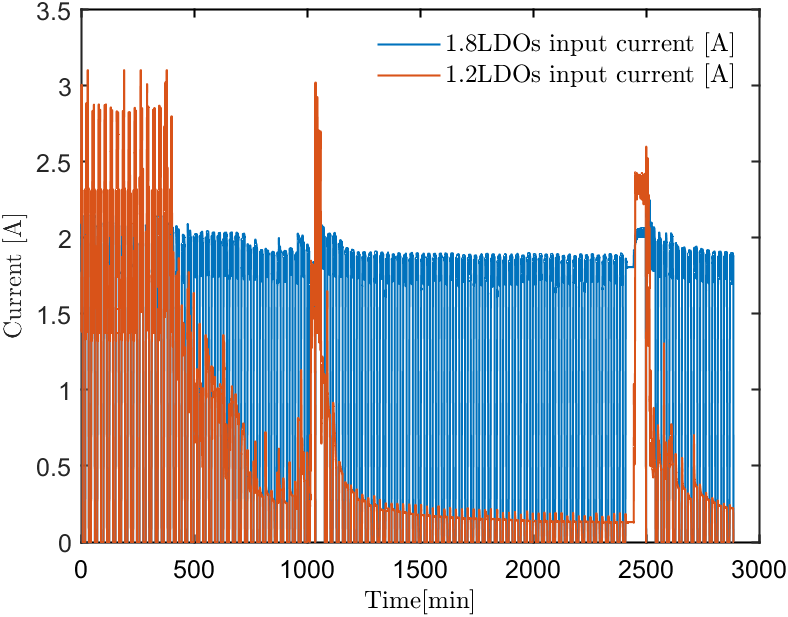 3.5
3
2.5
2
1.5
1
0.5
0
Current [A]
1.8LDOs input current [A]
1.2LDOs input current [A]
0 500 1000 1500 2000 2500 3000
Time[min]